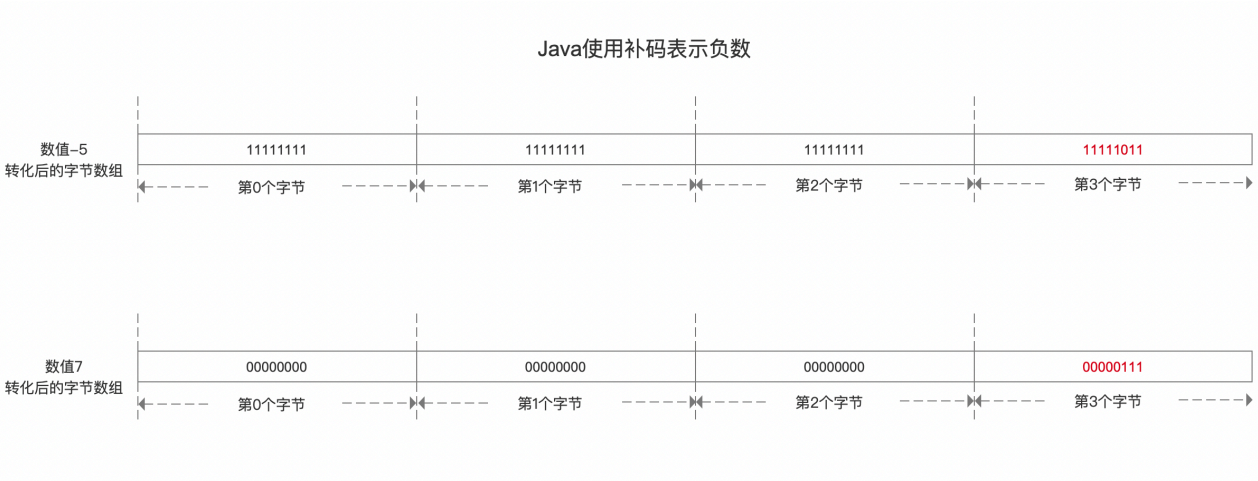 Java使用补码表示负数
数值-5
转化后的字节数组
11111111
11111111
11111111
11111011
第0个字节
第1个字节
第2个字节
第3个字节
数值7
转化后的字节数组
00000000
00000000
00000000
00000111
第0个字节
第1个字节
第2个字节
第3个字节